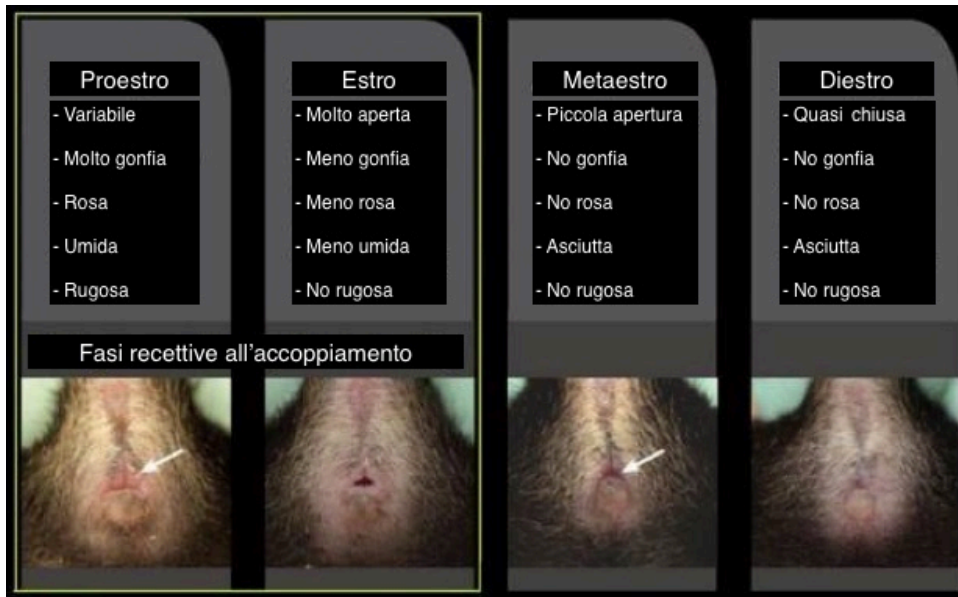 Proestro
- Variabile
- Molto gonfia
- Rosa
- Umida
- Rugosa
Estro
- Molto aperta
- Meno gonfia
- Meno rosa
- Meno umida
- No rugosa
Metaestro
- Piccola apertura
- No gonfia
- No rosa
- Asciutta
- No rugosa
Diestro
- Quasi chiusa
- No gonfia
- No rosa
- Asciutta
- No rugosa
Fasi recettive all'accoppiamento